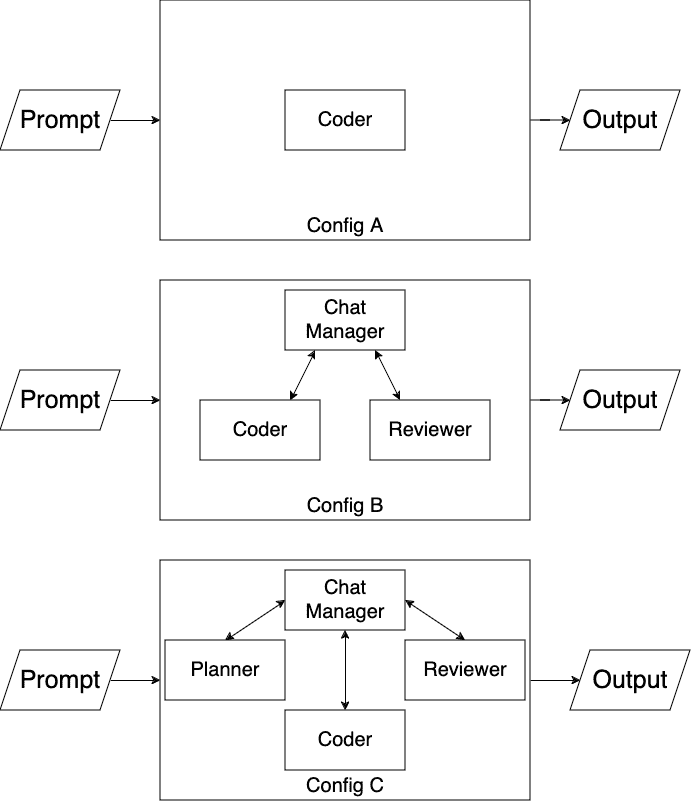 Prompt
Coder
Output
Config A
Chat
Manager
Prompt
Output
Coder
Reviewer
Config B
Chat
Manager
Planner
Reviewer
Prompt
Output
Coder
Config C